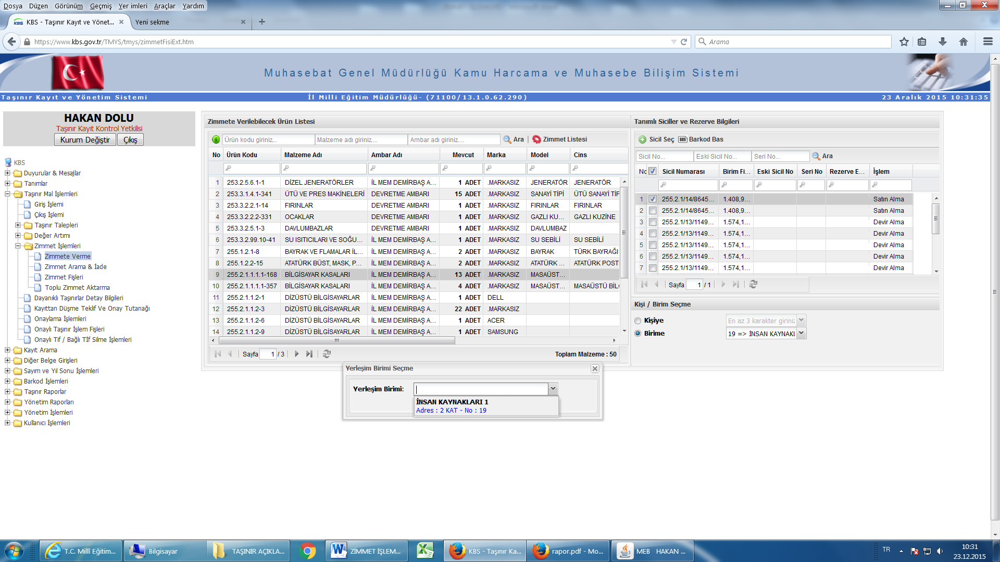 Dosya Düzen Görünüm Geçmiş Yer imleri Araçlar Yardım
KBS - Taşınır Kayıt ve Yönet... Yeni sekme
https://www.kbs.gov.tr/TMYS/tmys/zimmetFisiExt.htm Arama
Muhasebat Genel Müdürlüğü Kamu Harcama ve Muhasebe Bilişim Sistemi
Taşınır Kayıt ve Yönetim Sistemi İl Milli Eğitim Müdürlüğü- (71100/13.1.0.62.290) 23 Aralık 2015 10:31:35
HAKAN DOLU
Taşınır Kayıt Kontrol Yetkilisi
Kurum Değiştir Çıkış
KBS
Duyurular & Mesajlar
Tanımlar
Taşınır Mal İşlemleri
Giriş İşlemi
Çıkış İşlemi
Taşınır Talepleri
Değer Artımı
Zimmet İşlemleri
Zimmete Verme
Zimmet Arama & İade
Zimmet Fişleri
Toplu Zimmet Aktarma
Dayanıklı Taşınırlar Detay Bilgileri
Kayıttan Düşme Teklif Ve Onay Tutanağı
Onaylama İşlemleri
Onaylı Taşınır İşlem Fişleri
Onaylı Tif / Bağlı Tİf Silme İşlemleri
Kayıt Arama
Diğer Belge Girişleri
Sayım ve Yıl Sonu İşlemleri
Barkod İşlemleri
Taşınır Raporlar
Yönetim Raporları
Yönetim İşlemleri
Kullanıcı İşlemleri
Zimmete Verilebilecek Ürün Listesi
Ürün kodu giriniz... Malzeme adı giriniz.... Ambar adı giriniz.... Ara Zimmet Listesi
No Ürün Kodu Malzeme Adı Ambar Adı Mevcut Marka Model Cins
1 253.2.5.6.1-1 DİZEL JENERATÖRLER İL MEM DEMİRBAŞ A... 1 ADET .MARKASIZ JENERATÖR JENERATÖR
2 253.3.1.4.1-341 ÜTÜ VE PRES MAKİNELERİ DEVRETME AMBARI 15 ADET .MARKASIZ SANAYİ TİPİ ÜTÜ SANAYİ TİF
3 253.3.2.2.1-14 FIRINLAR DEVRETME AMBARI 1 ADET .MARKASIZ FIRINLAR FIRINLAR
4 253.3.2.2.2-331 OCAKLAR DEVRETME AMBARI 1 ADET .MARKASIZ GAZLI KU... GAZLI KUZİNE
5 253.3.2.5.1-3 DAVLUMBAZLAR DEVRETME AMBARI 1 ADET .MARKASIZ DAVLUMBAZ
6 253.3.2.99.10-41 SU ISITICILARI VE SOĞU... İL MEM DEMİRBAŞ A... 1 ADET .MARKASIZ SU SEBİLİ SU SEBİLİ
7 255.1.2.1-8 BAYRAK VE FLAMALAR İL... İL MEM DEMİRBAŞ A... 2 ADET .MARKASIZ BAYRAK TÜRK BAYRAĞI
8 255.1.2.2-15 ATATÜRK BÜST, MASK, P... İL MEM DEMİRBAŞ A... 2 ADET .MARKASIZ ATATÜRK ... ATATÜRK POSTI
9 255.2.1.1.1.1-168 BİLGİSAYAR KASALARI İL MEM DEMİRBAŞ A... 13 ADET .MARKASIZ MASAÜST...
10 255.2.1.1.1.1-357 BİLGİSAYAR KASALARI İL MEM DEMİRBAŞ A... 4 ADET .MARKASIZ MASAÜST... MASAÜSTÜ BİL
11 255.2.1.1.2-1 DİZÜSTÜ BİLGİSAYARLAR İL MEM DEMİRBAŞ A... 1 ADET DELL
12 255.2.1.1.2-3 DİZÜSTÜ BİLGİSAYARLAR İL MEM DEMİRBAŞ A... 22 ADET .MARKASIZ
13 255.2.1.1.2-6 DİZÜSTÜ BİLGİSAYARLAR İL MEM DEMİRBAŞ A... 1 ADET ACER
14 255.2.1.1.2-9 DİZÜSTÜ BİLGİSAYARLAR İL MEM DEMİRBAŞ A... 1 ADET SAMSUNG
Sayfa 1 / 3 Toplam Malzeme : 50
Tanımlı Siciller ve Rezerve Bilgileri
Sicil Seç Barkod Bas
Sicil No... Eski Sicil No... Seri No... Ara
Nc Sicil Numarası Birim Fi... Eski Sicil No Seri No Rezerve E... İşlem
1 255.2.1/14/8645... 1.408,9... Satın Alma
2 255.2.1/14/8645... 1.408,9... Satın Alma
3 255.2.1/13/1149... 1.574,1... Devir Alma
4 255.2.1/13/1149... 1.574,1... Devir Alma
5 255.2.1/13/1149... 1.574,1... Devir Alma
6 255.2.1/13/1149... 1.574,1... Devir Alma
7 255.2.1/13/1149... 1.574,1... Devir Alma
Sayfa 1 / 1
Kişi / Birim Seçme
Kişiye En az 3 karakter giriniz
Birime 19 => İNSAN KAYNAKL
Yerleşim Birimi Seçme
Yerleşim Birimi:
İNSAN KAYNAKLARI 1
Adres : 2 KAT - No : 19
T.C. Millî Eğitim... Bilgisayar TAŞINIR AÇIKLA... ZİMMET İŞLEM... KBS - Taşınır Ka... rapor.pdf - Mo... MEB HAKAN ... TR 10:31
23.12.2015